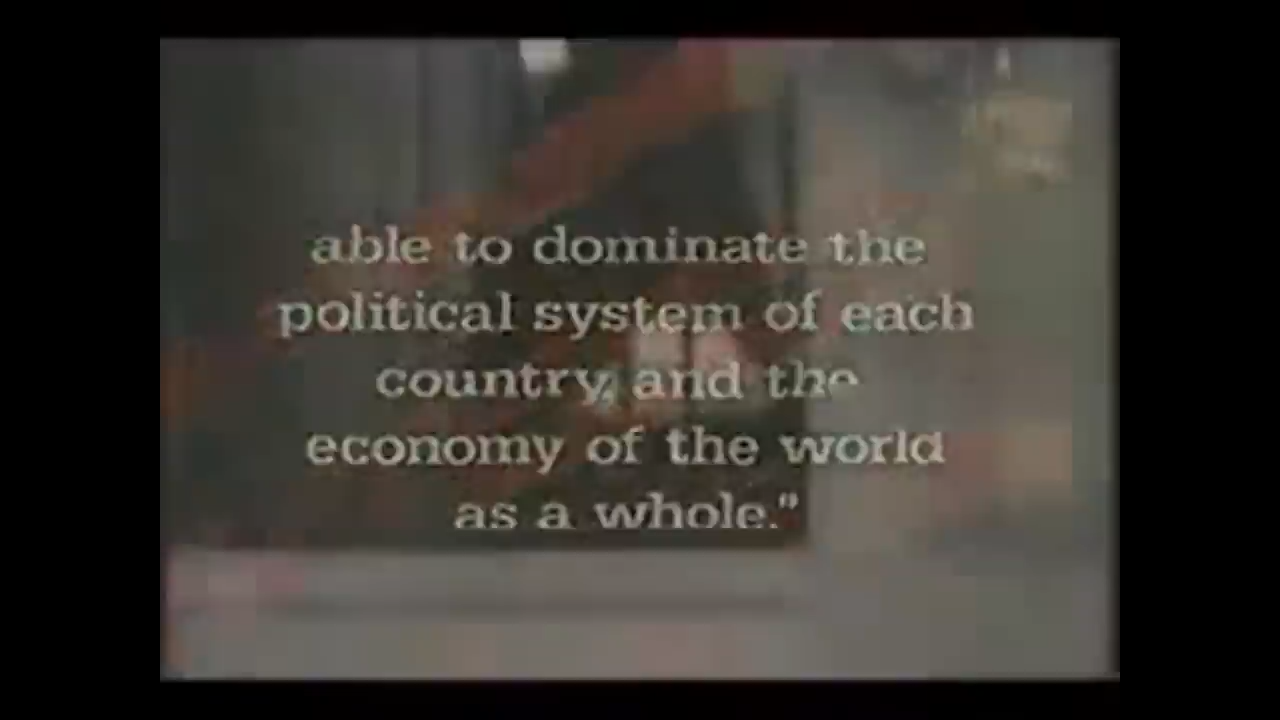 able to dominate the
political system of each
country, and the
economy of the world
as a whole."